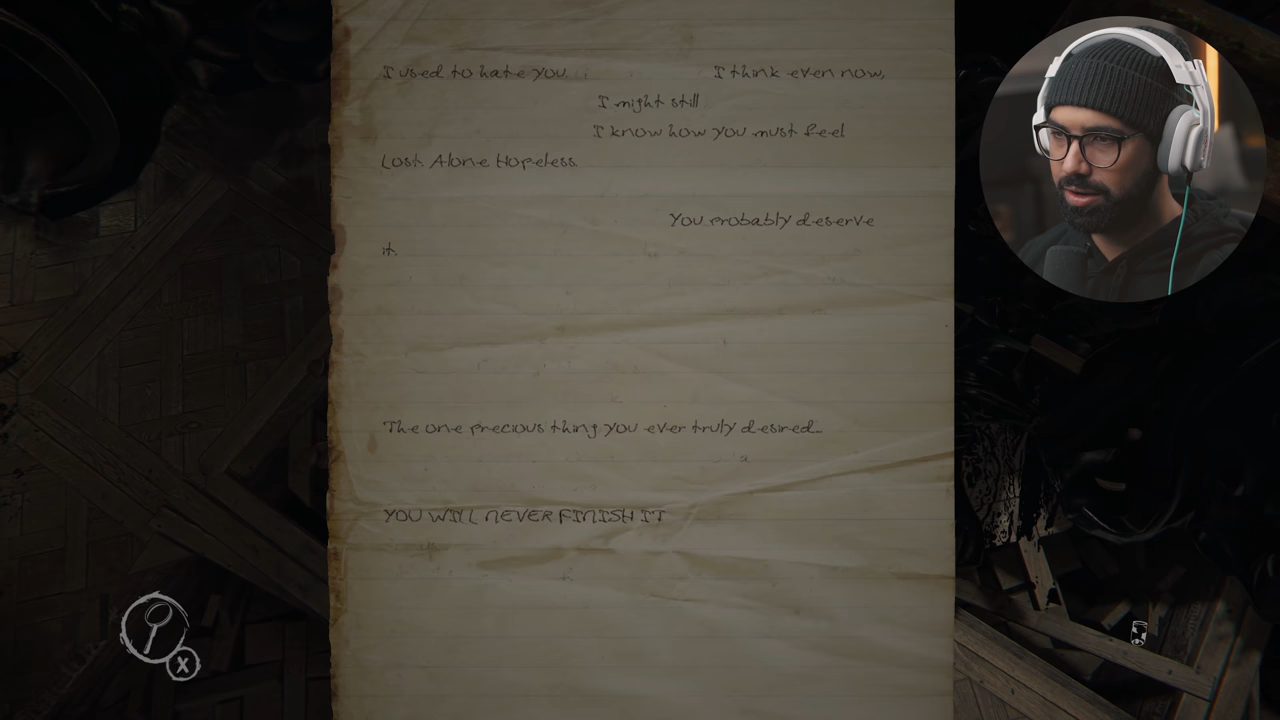 I used to hate you. I think even now,
I might still
I know how you must feel
Lost. Alone Hopeless.
You probably deserve
it.
The one precious thing you ever truly desired...
YOU WILL NEVER FINISH IT
X